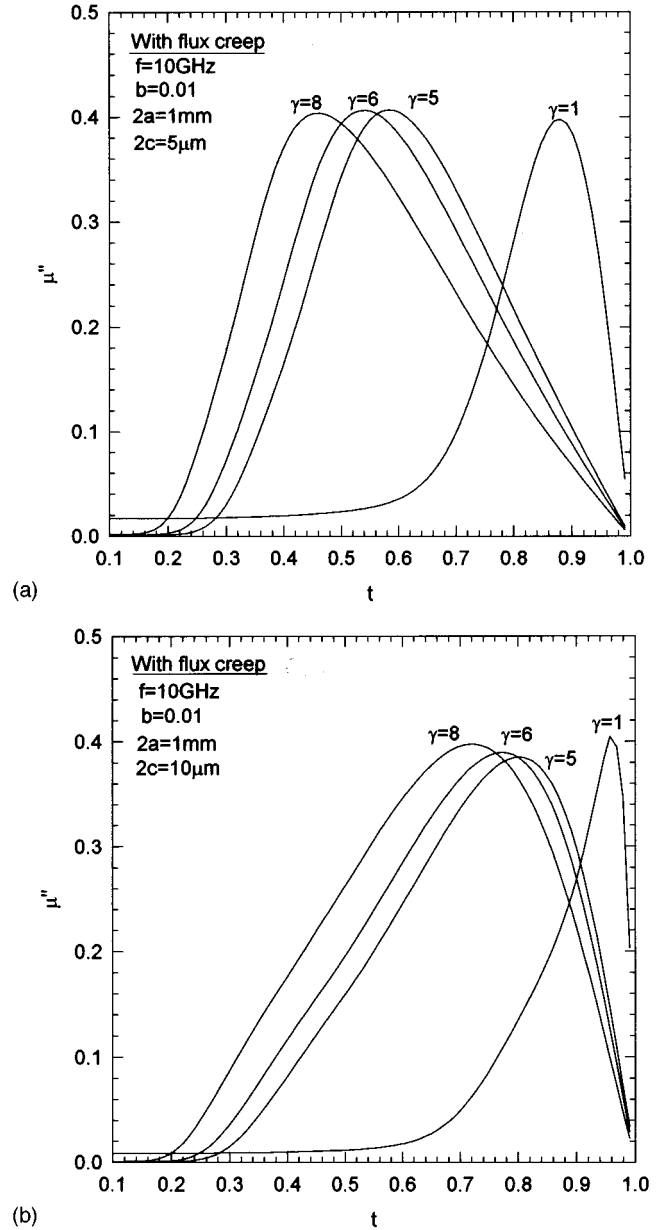 0.5
With flux creep
f=10GHz
b=0.01
2a=1mm
2c=5μm
γ=8
γ=6
γ=5
γ=1
0.4
0.3
μ"
0.2
0.1
0.0
0.1 0.2 0.3 0.4 0.5 0.6 0.7 0.8 0.9 1.0
(a)
t
0.5
With flux creep
f=10GHz
b=0.01
2a=1mm
2c=10μm
γ=8
γ=6
γ=5
γ=1
0.4
0.3
μ"
0.2
0.1
0.0
0.1 0.2 0.3 0.4 0.5 0.6 0.7 0.8 0.9 1.0
(b)
t